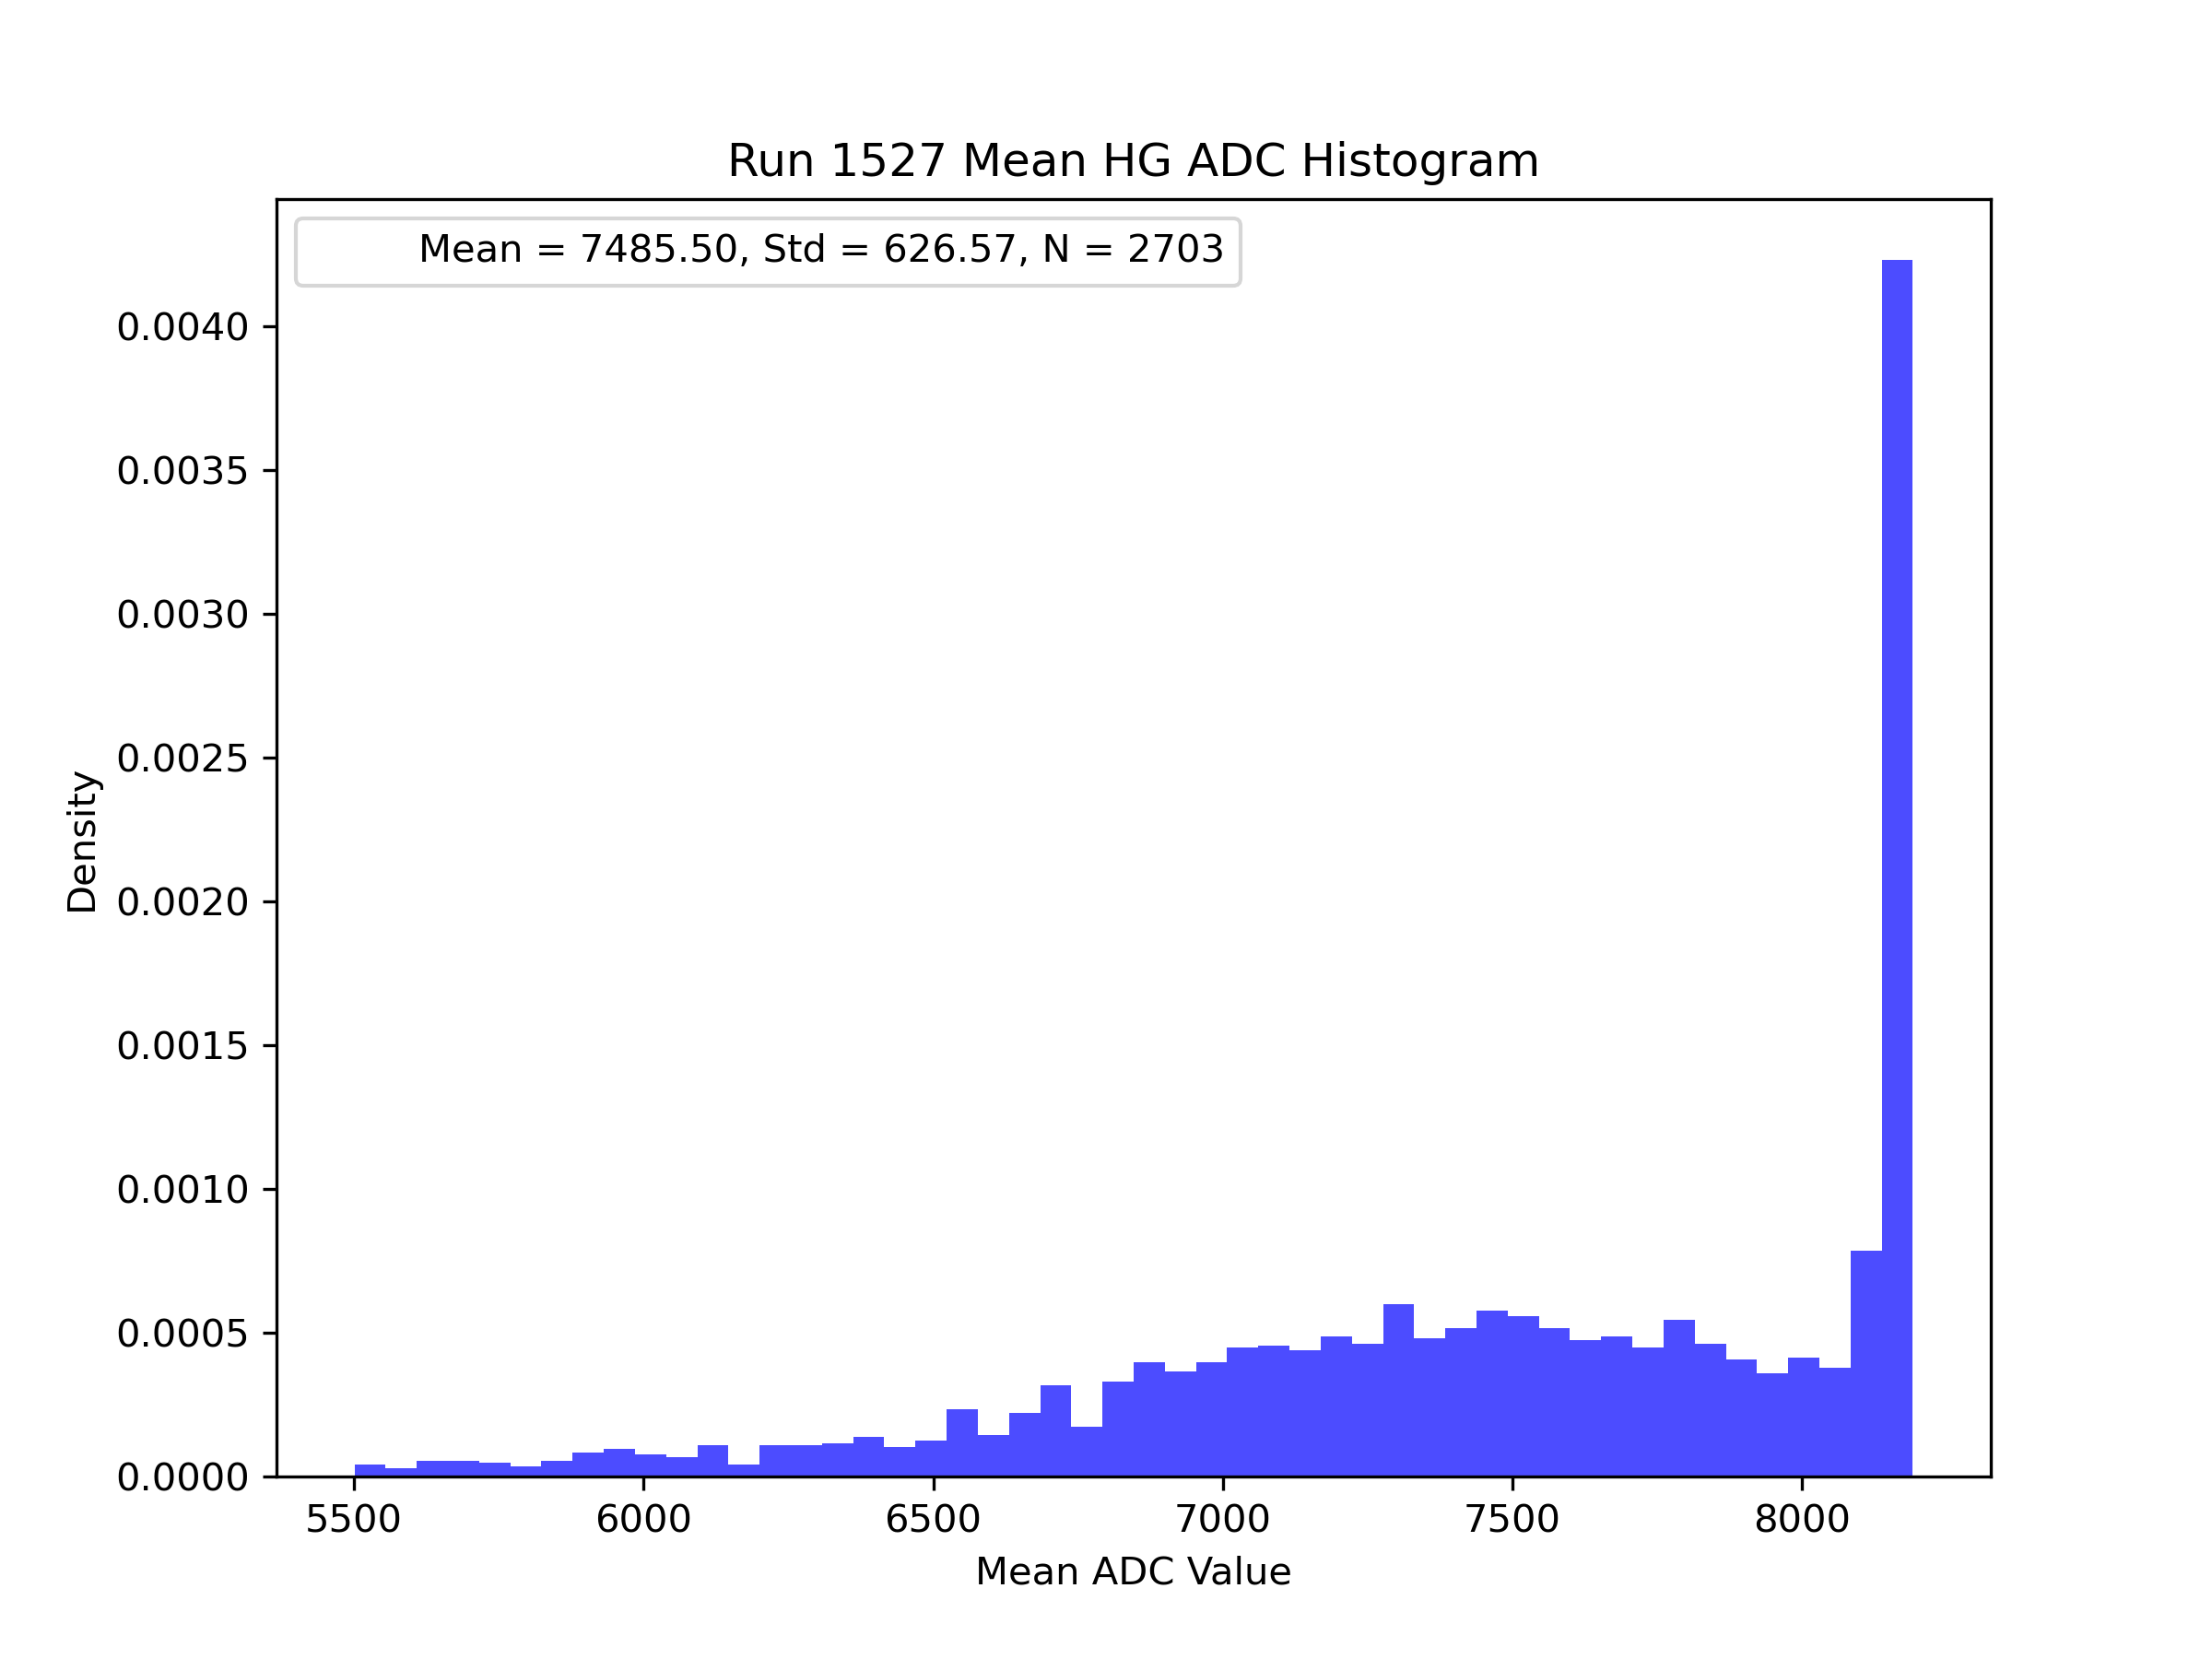 Run 1527 Mean HG ADC Histogram
Mean = 7485.50, Std = 626.57, N = 2703
0.0040
0.0035
0.0030
0.0025
0.0020
0.0015
0.0010
0.0005
0.0000
Density
5500 6000 6500 7000 7500 8000
Mean ADC Value